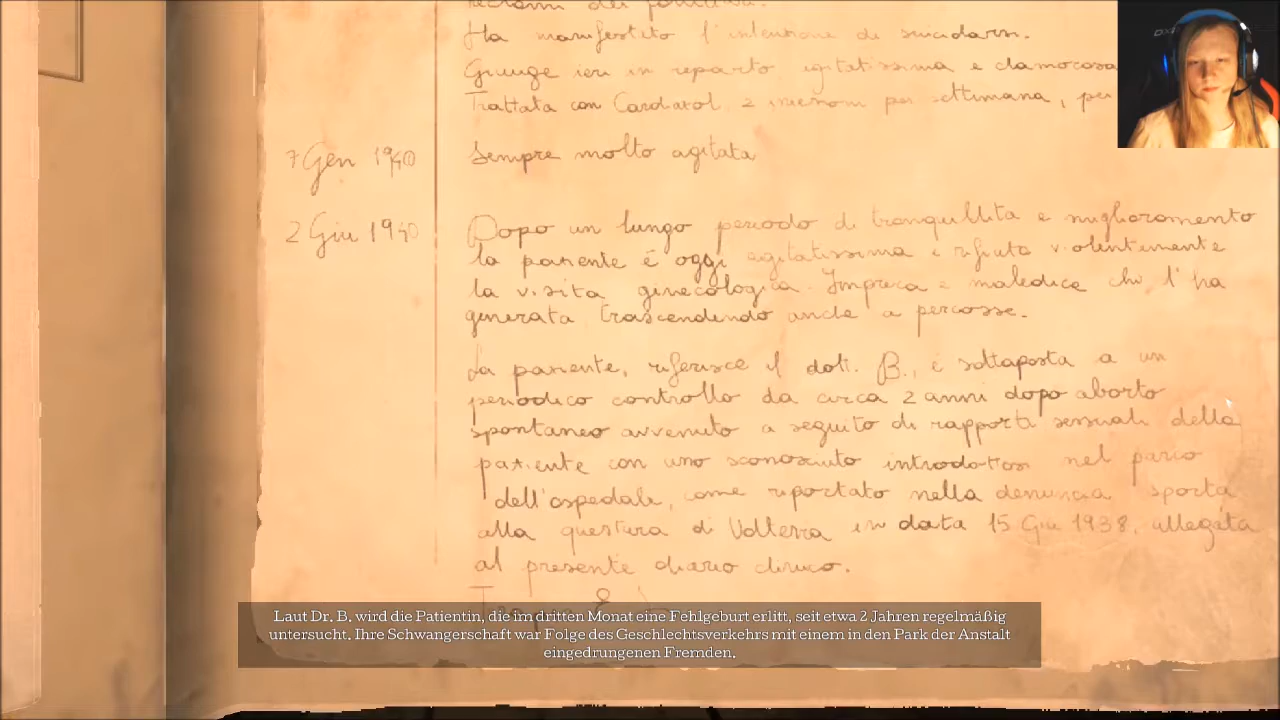 Ha manifestato l'intenzione di suicidarsi.
Giunge ieri in reparto, agitatissima e clamorosa
Trattata con Cardiazol, 2 iniezioni per settimana, per
7 Gen 1940
Sempre molto agitata
2 Giu 1940
Dopo un lungo periodo di tranquillita e miglioramento
la paziente é oggi agitatissima e rifiuta violentemente
la visita ginecologica. Impreca e maledice chi l'ha
generata trascendendo anche a percosse.
La paziente, riferisce il dott. B., é sottoposta a un
periodico controllo da circa 2 anni dopo aborto
spontaneo avvenuto a seguito di rapporti sessuali della
paziente con uno sconosciuto introdottosi nel parco
dell'ospedale, come riportato nella denuncia sporta
alla questura di Volterra in data 15 Giu 1938, allegata
al presente diario clinico.
Laut Dr. B. wird die Patientin, die im dritten Monat eine Fehlgeburt erlitt, seit etwa 2 Jahren regelmäßig
untersucht. Ihre Schwangerschaft war Folge des Geschlechtsverkehrs mit einem in den Park der Anstalt
eingedrungenen Fremden.